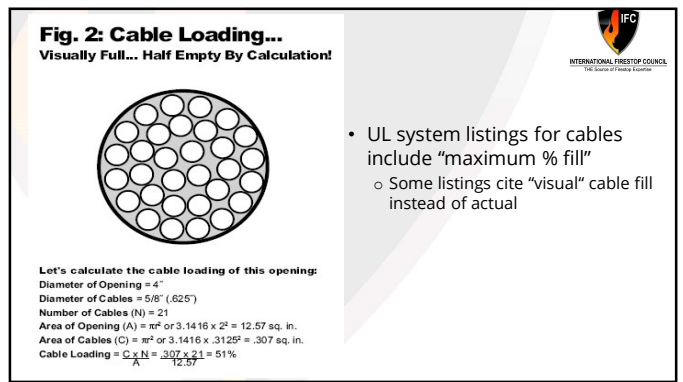 Fig. 2: Cable Loading...
Visually Full... Half Empty By Calculation!
IFC
INTERNATIONAL FIRESTOP COUNCIL
THE Source of Firestop Expertise
• UL system listings for cables
include “maximum % fill”
o Some listings cite “visual“ cable fill
instead of actual
Let's calculate the cable loading of this opening:
Diameter of Opening = 4″
Diameter of Cables = 5/8″ (.625″)
Number of Cables (N) = 21
Area of Opening (A) = πr² or 3.1416 x 2² = 12.57 sq. in.
Area of Cables (C) = πr² or 3.1416 x .3125² = .307 sq. in.
Cable Loading = C x N = .307 x 21 = 51%
A 12.57